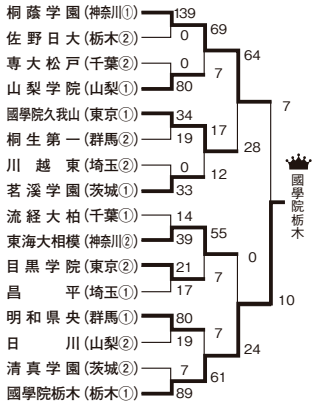 桐蔭学園(神奈川①) 139
佐野日大(栃木②) 0
69
専大松戸(千葉②) 0
7
山梨学院(山梨①) 80
64
國學院久我山(東京①) 34
17
桐生第一(群馬②) 19
28
川越東(埼玉②) 0
12
茗溪学園(茨城①) 33
7
國學院栃木
10
流経大柏(千葉①) 14
55
東海大相模(神奈川②) 39
0
目黒学院(東京②) 21
7
昌平(埼玉①) 17
明和県央(群馬①) 80
7
日川(山梨②) 19
24
清真学園(茨城②) 7
61
國學院栃木(栃木①) 89